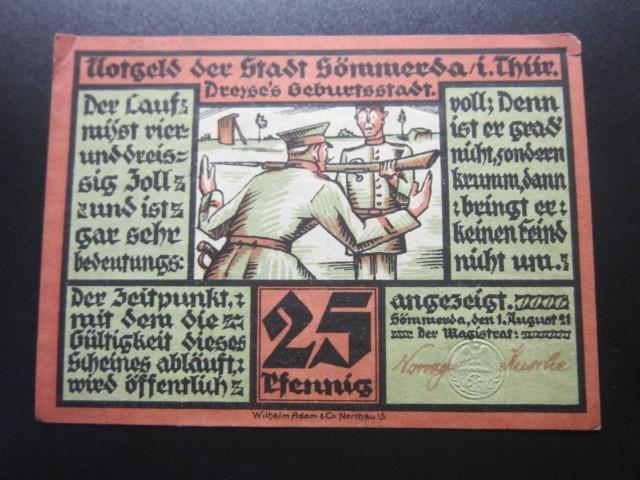 Notgeld der Stadt Sömmerda i. Thür.
Dreyse's Geburtsstadt.
Der Lauf
mißt vier-
und dreis-
sig Zoll
und ist
gar sehr
bedeutungs-
voll; Denn
ist er grad'
nicht, sondern
krumm, dann
bringt er
keinen Feind
nicht um.
Der Zeitpunkt,
mit dem die
Gültigkeit dieses
Scheines abläuft,
wird öffentlich
25
Pfennig
angezeigt.
Sömmerda, den 1. August 21
Der Magistrat:
Wilhelm Adam & Co. Nerchau i/S.